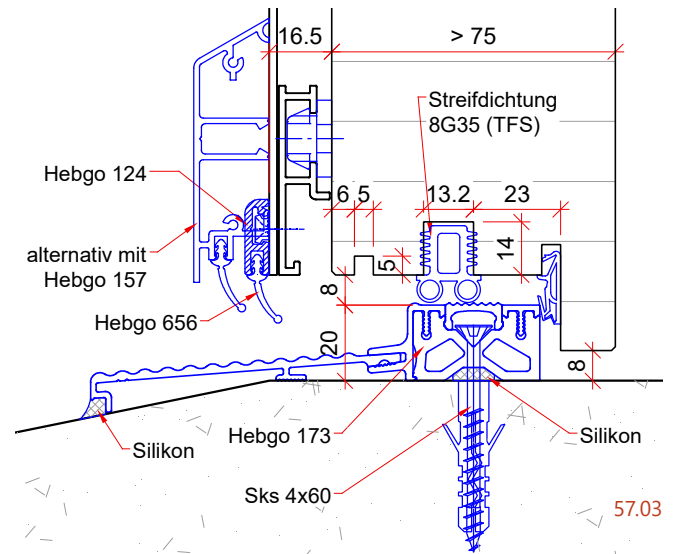 16.5
> 75
Streifdichtung
8G35 (TFS)
Hebgo 124
6
5
13.2
23
alternativ mit
Hebgo 157
14
5
8
Hebgo 656
20
8
Silikon
Hebgo 173
Silikon
Sks 4x60
57.03